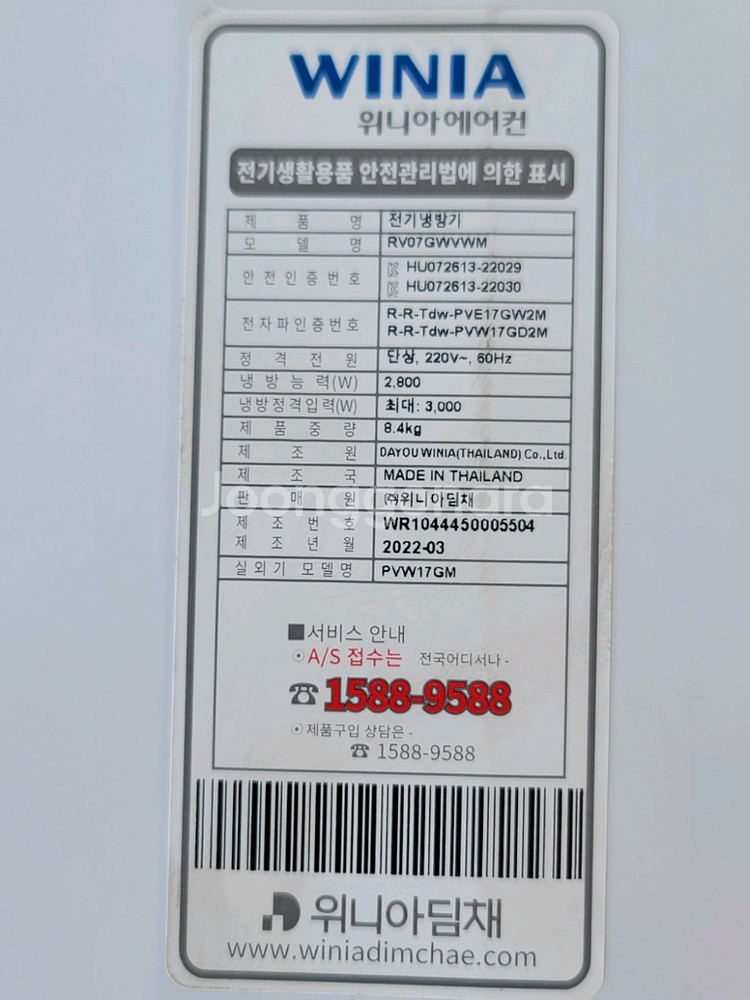 WINIA
위니아에어컨
전기생활용품 안전관리법에 의한 표시
제 품 명 전기냉방기
모 델 명 RV07GWVWM
안전인증번호 HU072613-22029
HU072613-22030
전자파인증번호 R-R-Tdw-PVE17GW2M
R-R-Tdw-PVW17GD2M
정 격 전 원 단상, 220V~, 60Hz
냉방능력(W) 2,800
냉방정격입력(W) 최대: 3,000
제 품 중 량 8.4kg
제 조 원 DAYOU WINIA(THAILAND) Co.,Ltd.
제 조 국 MADE IN THAILAND
판 매 원 ㈜위니아딤채
제 조 번 호 WR1044450005504
제 조 년 월 2022-03
실외기 모델명 PVW17GM
Joonggonara
■서비스 안내
⊙A/S 접수는 전국어디서나 -
☎1588-9588
⊙제품구입 상담은 -
☎ 1588-9588
위니아딤채
www.winiadimchae.com